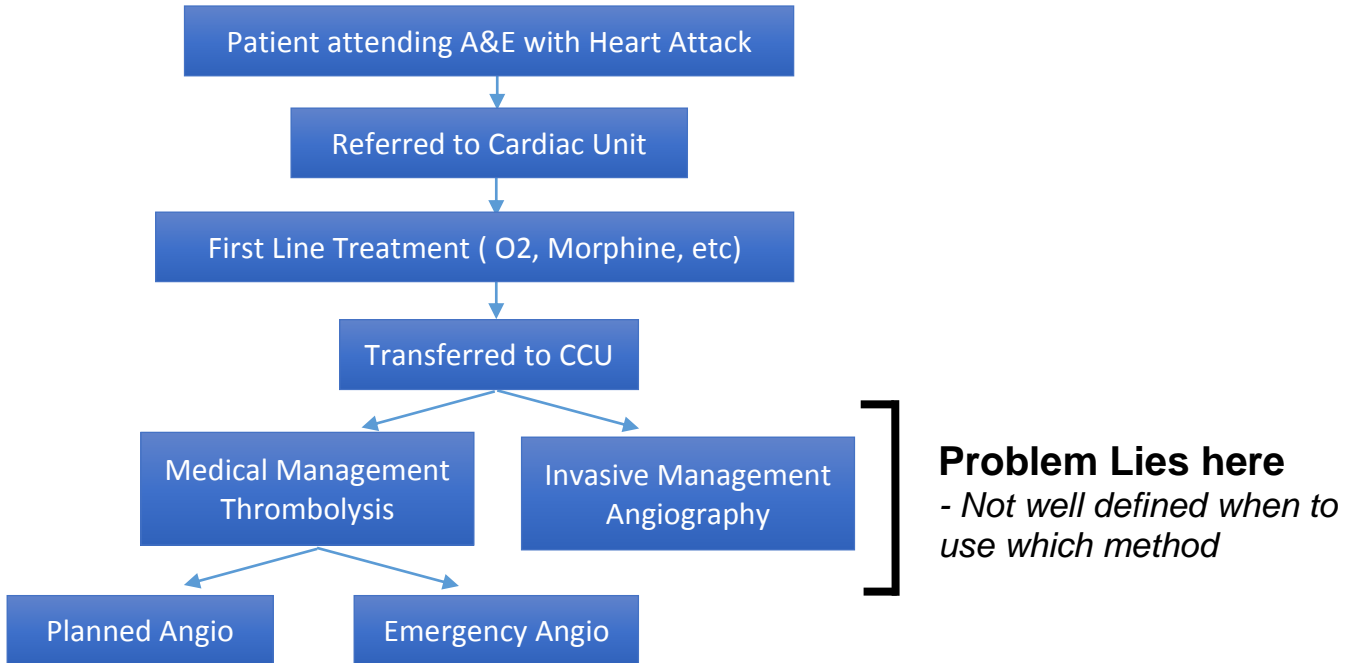 Patient attending A&E with Heart Attack
Referred to Cardiac Unit
First Line Treatment ( O2, Morphine, etc)
Transferred to CCU
Medical Management
Thrombolysis
Invasive Management
Angiography
Problem Lies here
- Not well defined when to
use which method
Planned Angio
Emergency Angio